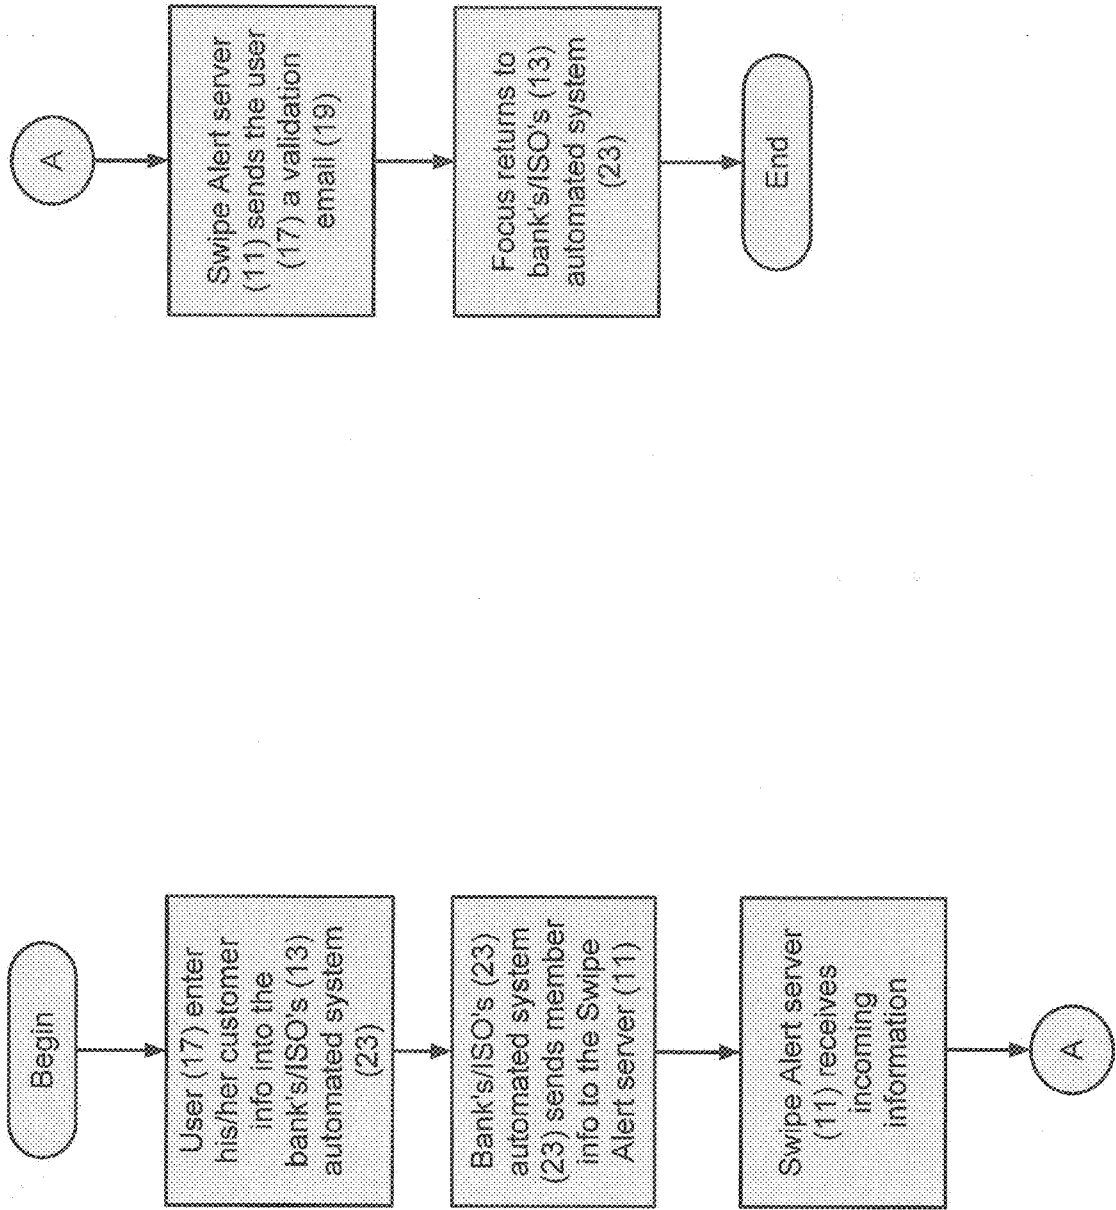 Begin
User (17) enter
his/her customer
info into the
bank's/ISO's (13)
automated system
(23)
Bank's/ISO's (23)
automated system
(23) sends member
info to the Swipe
Alert server (11)
Swipe Alert server
(11) receives
incoming
information
A
A
Swipe Alert server
(11) sends the user
(17) a validation
email (19)
Focus returns to
bank's/ISO's (13)
automated system
(23)
End